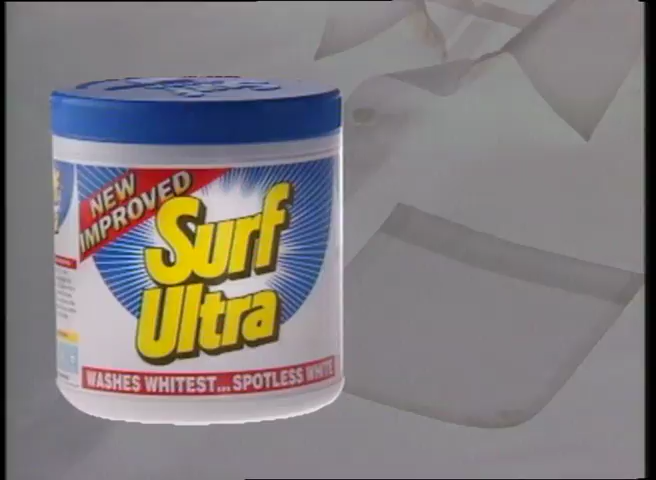 NEW
IMPROVED
Surf
Ultra
WASHES WHITEST...SPOTLESS WHITE